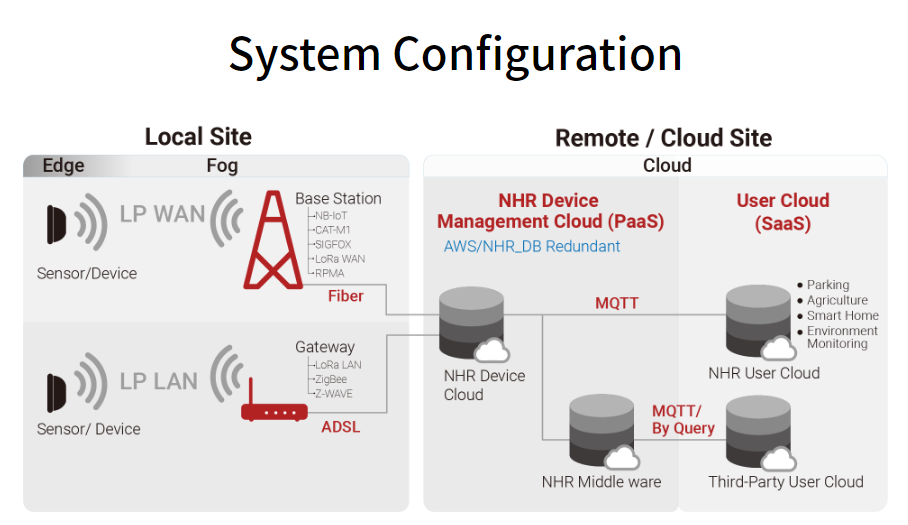 System Configuration
Local Site
Remote / Cloud Site
Edge
Fog
Cloud
LP WAN
Sensor/Device
Base Station
NB-IoT
CAT-M1
SIGFOX
LoRa WAN
RPMA
Fiber
LP LAN
Sensor/ Device
Gateway
LoRa LAN
ZigBee
Z-WAVE
ADSL
NHR Device
Management Cloud (PaaS)
AWS/NHR_DB Redundant
NHR Device
Cloud
MQTT
NHR Middle ware
MQTT/
By Query
User Cloud
(SaaS)
Parking
Agriculture
Smart Home
Environment
Monitoring
NHR User Cloud
Third-Party User Cloud